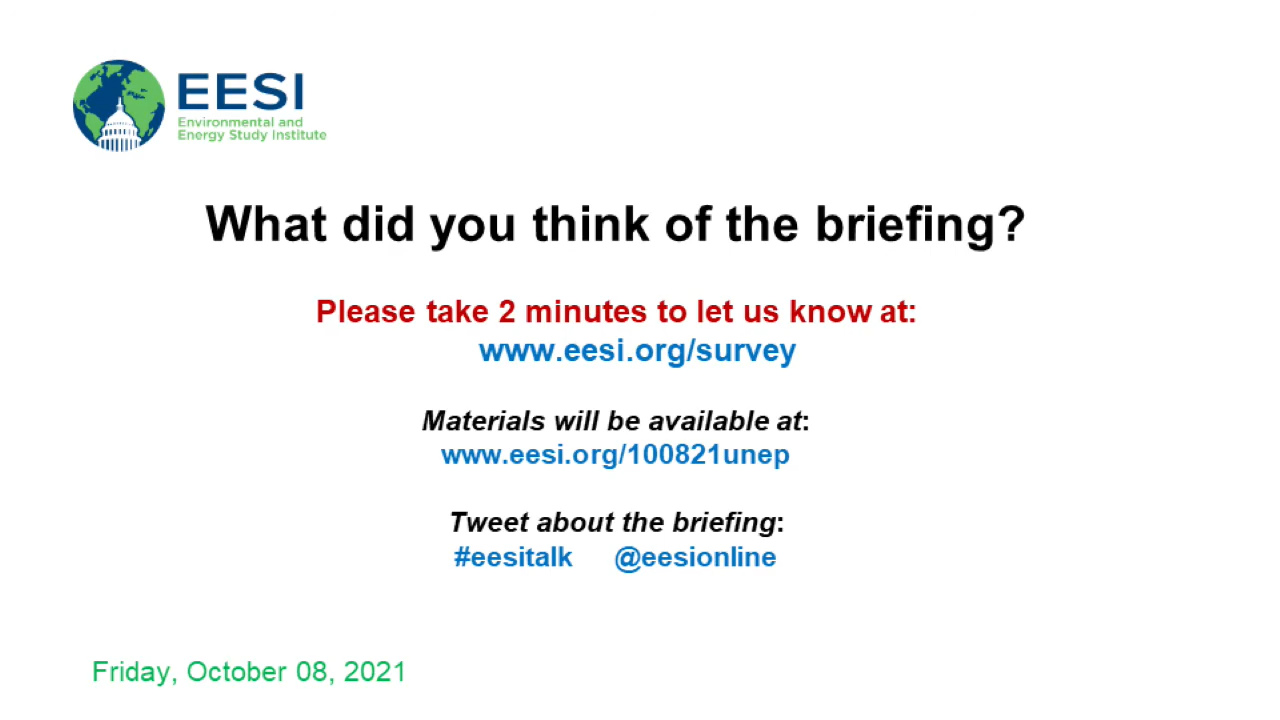 EESI
Environmental and
Energy Study Institute
What did you think of the briefing?
Please take 2 minutes to let us know at:
www.eesi.org/survey
Materials will be available at:
www.eesi.org/100821unep
Tweet about the briefing:
#eesitalk @eesionline
Friday, October 08, 2021